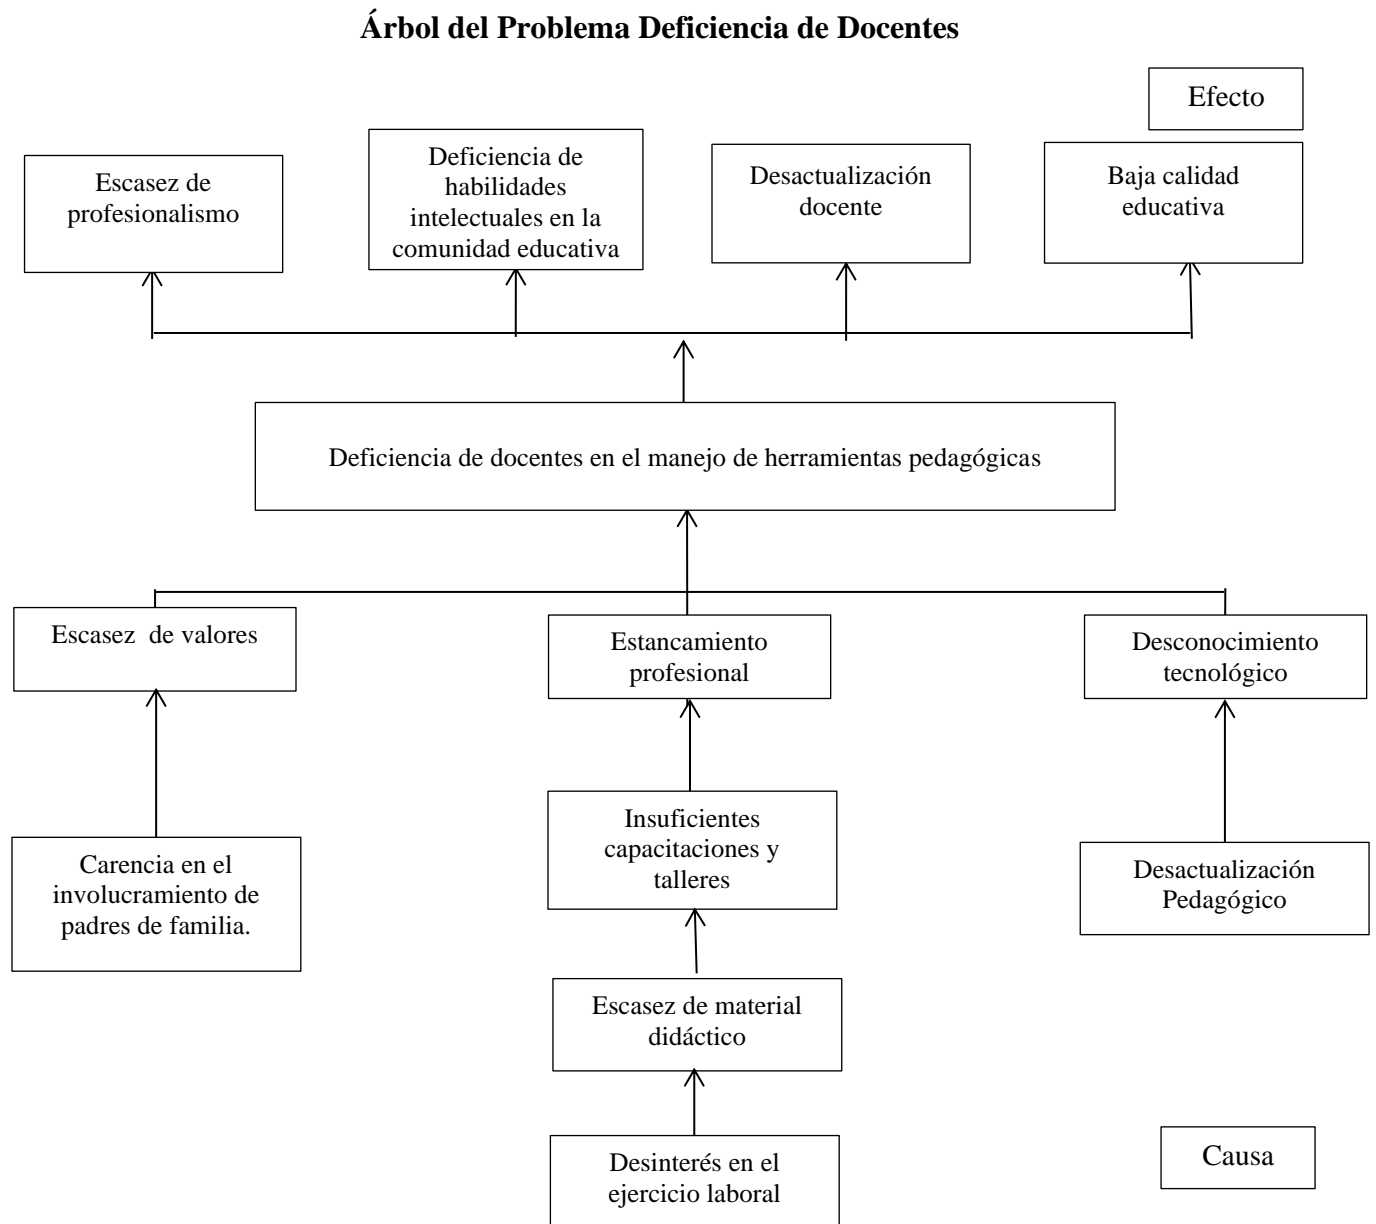 Árbol del Problema Deficiencia de Docentes
Efecto
Escasez de
profesionalismo
Deficiencia de
habilidades
intelectuales en la
comunidad educativa
Desactualización
docente
Baja calidad
educativa
Deficiencia de docentes en el manejo de herramientas pedagógicas
Escasez de valores
Estancamiento
profesional
Desconocimiento
tecnológico
Carencia en el
involucramiento de
padres de familia.
Insuficientes
capacitaciones y
talleres
Desactualización
Pedagógico
Escasez de material
didáctico
Desinterés en el
ejercicio laboral
Causa